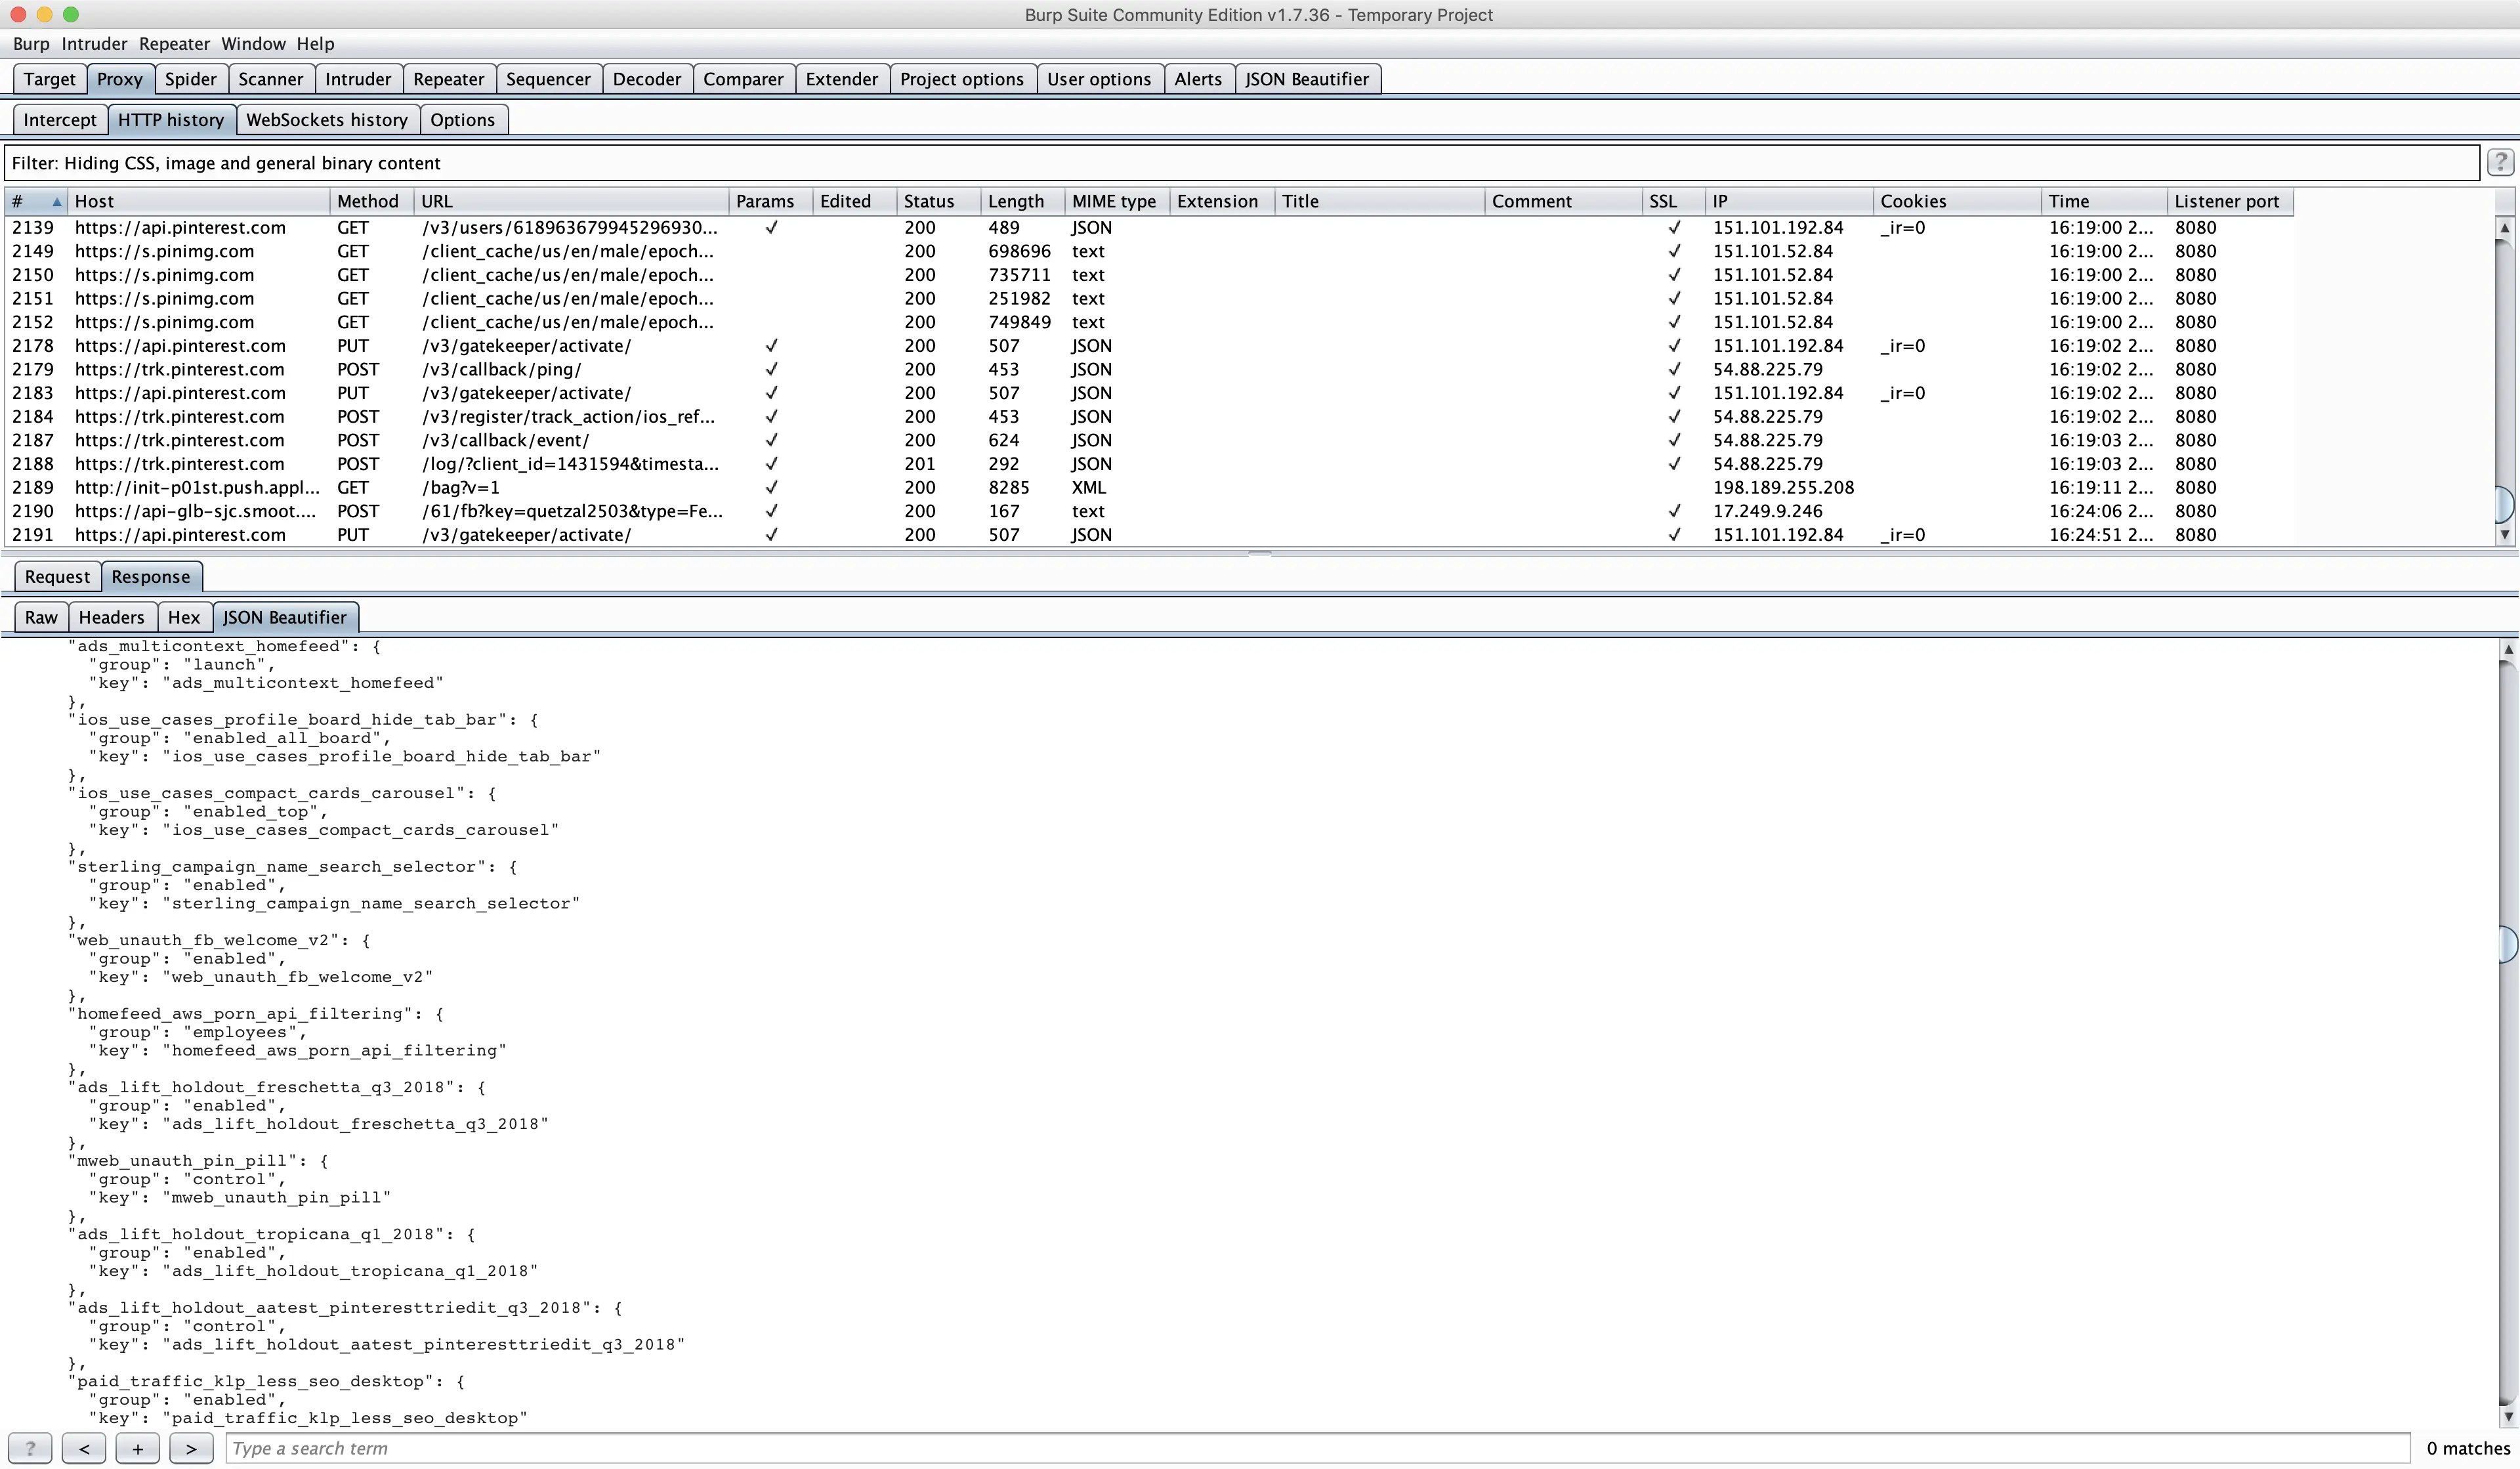 Burp Suite Community Edition v1.7.36 - Temporary Project
Burp Intruder Repeater Window Help
Target Proxy Spider Scanner Intruder Repeater Sequencer Decoder Comparer Extender Project options User options Alerts JSON Beautifier
Intercept HTTP history WebSockets history Options
Filter: Hiding CSS, image and general binary content ?
# Host Method URL Params Edited Status Length MIME type Extension Title Comment SSL IP Cookies Time Listener port
2139 https://api.pinterest.com GET /v3/users/618963679945296930... ✓ 200 489 JSON ✓ 151.101.192.84 _ir=0 16:19:00 2... 8080
2149 https://s.pinimg.com GET /client_cache/us/en/male/epoch... 200 698696 text ✓ 151.101.52.84 16:19:00 2... 8080
2150 https://s.pinimg.com GET /client_cache/us/en/male/epoch... 200 735711 text ✓ 151.101.52.84 16:19:00 2... 8080
2151 https://s.pinimg.com GET /client_cache/us/en/male/epoch... 200 251982 text ✓ 151.101.52.84 16:19:00 2... 8080
2152 https://s.pinimg.com GET /client_cache/us/en/male/epoch... 200 749849 text ✓ 151.101.52.84 16:19:00 2... 8080
2178 https://api.pinterest.com PUT /v3/gatekeeper/activate/ ✓ 200 507 JSON ✓ 151.101.192.84 _ir=0 16:19:02 2... 8080
2179 https://trk.pinterest.com POST /v3/callback/ping/ ✓ 200 453 JSON ✓ 54.88.225.79 16:19:02 2... 8080
2183 https://api.pinterest.com PUT /v3/gatekeeper/activate/ ✓ 200 507 JSON ✓ 151.101.192.84 _ir=0 16:19:02 2... 8080
2184 https://trk.pinterest.com POST /v3/register/track_action/ios_ref... ✓ 200 453 JSON ✓ 54.88.225.79 16:19:02 2... 8080
2187 https://trk.pinterest.com POST /v3/callback/event/ ✓ 200 624 JSON ✓ 54.88.225.79 16:19:03 2... 8080
2188 https://trk.pinterest.com POST /log/?client_id=1431594&timesta... ✓ 201 292 JSON ✓ 54.88.225.79 16:19:03 2... 8080
2189 http://init-p01st.push.appl... GET /bag?v=1 ✓ 200 8285 XML 198.189.255.208 16:19:11 2... 8080
2190 https://api-glb-sjc.smoot.... POST /61/fb?key=quetzal2503&type=Fe... ✓ 200 167 text ✓ 17.249.9.246 16:24:06 2... 8080
2191 https://api.pinterest.com PUT /v3/gatekeeper/activate/ ✓ 200 507 JSON ✓ 151.101.192.84 _ir=0 16:24:51 2... 8080
Request Response
Raw Headers Hex JSON Beautifier
"ads_multicontext_homefeed": {
"group": "launch",
"key": "ads_multicontext_homefeed"
},
"ios_use_cases_profile_board_hide_tab_bar": {
"group": "enabled_all_board",
"key": "ios_use_cases_profile_board_hide_tab_bar"
},
"ios_use_cases_compact_cards_carousel": {
"group": "enabled_top",
"key": "ios_use_cases_compact_cards_carousel"
},
"sterling_campaign_name_search_selector": {
"group": "enabled",
"key": "sterling_campaign_name_search_selector"
},
"web_unauth_fb_welcome_v2": {
"group": "enabled",
"key": "web_unauth_fb_welcome_v2"
},
"homefeed_aws_porn_api_filtering": {
"group": "employees",
"key": "homefeed_aws_porn_api_filtering"
},
"ads_lift_holdout_freschetta_q3_2018": {
"group": "enabled",
"key": "ads_lift_holdout_freschetta_q3_2018"
},
"mweb_unauth_pin_pill": {
"group": "control",
"key": "mweb_unauth_pin_pill"
},
"ads_lift_holdout_tropicana_q1_2018": {
"group": "enabled",
"key": "ads_lift_holdout_tropicana_q1_2018"
},
"ads_lift_holdout_aatest_pinteresttriedit_q3_2018": {
"group": "control",
"key": "ads_lift_holdout_aatest_pinteresttriedit_q3_2018"
},
"paid_traffic_klp_less_seo_desktop": {
"group": "enabled",
"key": "paid_traffic_klp_less_seo_desktop"
? < + > Type a search term 0 matches